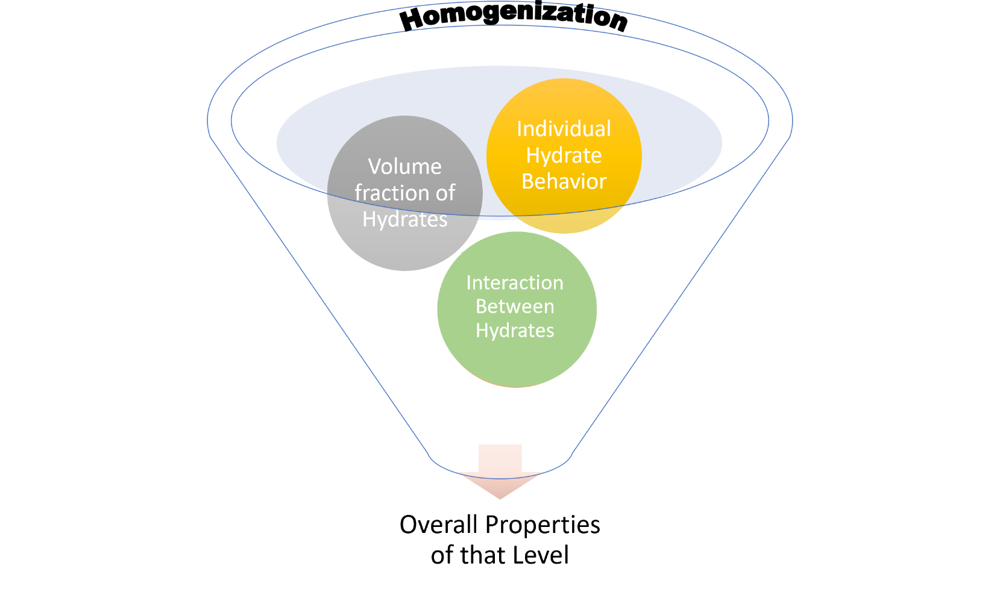 Homogenization
Individual
Hydrate
Behavior
Volume
fraction of
Hydrates
Interaction
Between
Hydrates
Overall Properties
of that Level